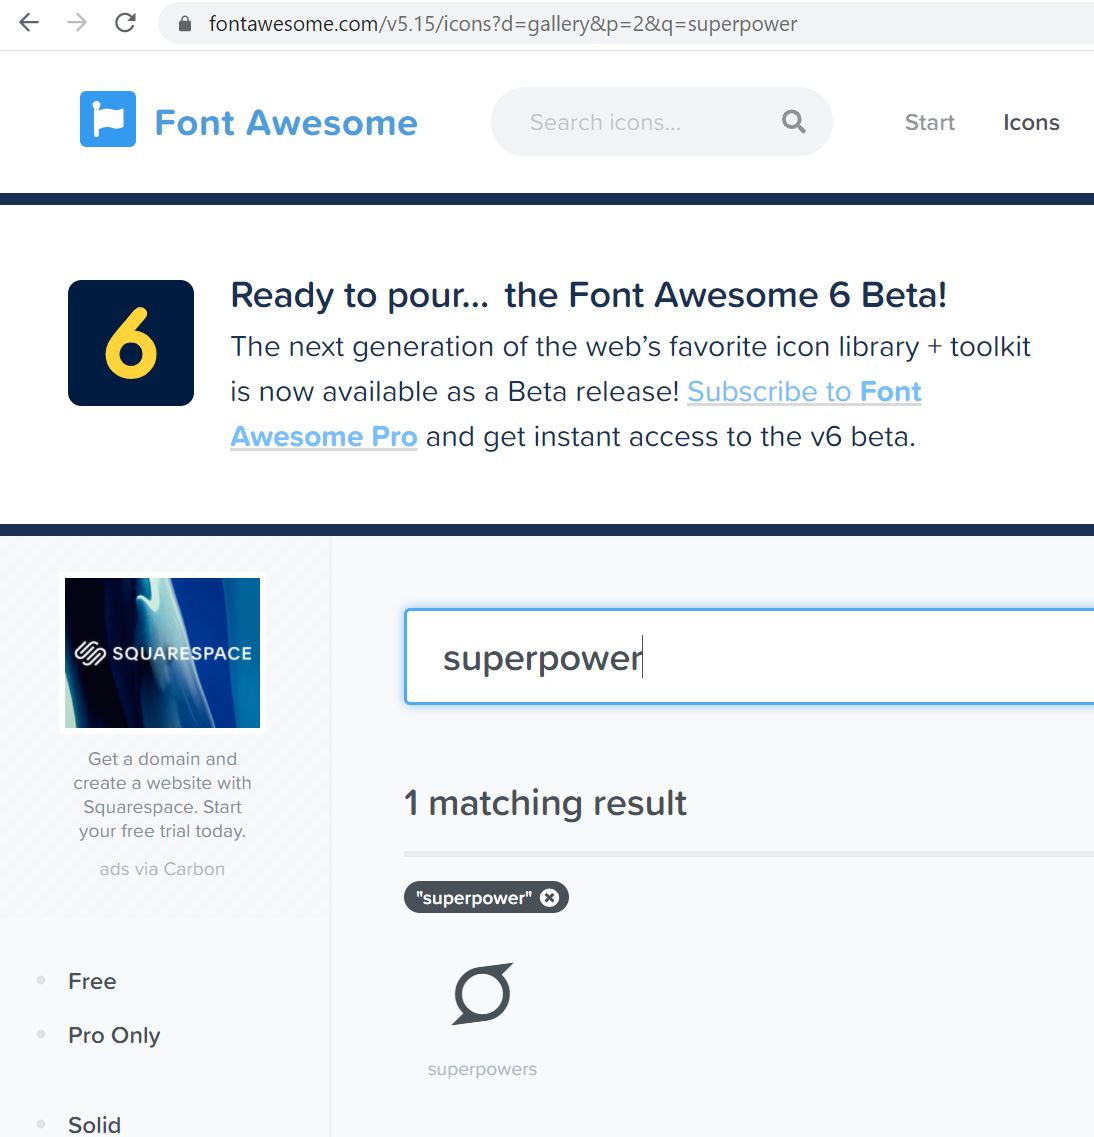 fontawesome.com/v5.15/icons?d=gallery&p=2&q=superpower
Font Awesome
Search icons...
Start
Icons
6
Ready to pour... the Font Awesome 6 Beta!
The next generation of the web’s favorite icon library + toolkit
is now available as a Beta release! Subscribe to Font
Awesome Pro and get instant access to the v6 beta.
SQUARESPACE
Get a domain and
create a website with
Squarespace. Start
your free trial today.
ads via Carbon
Free
Pro Only
Solid
superpower
1 matching result
"superpower"
superpowers